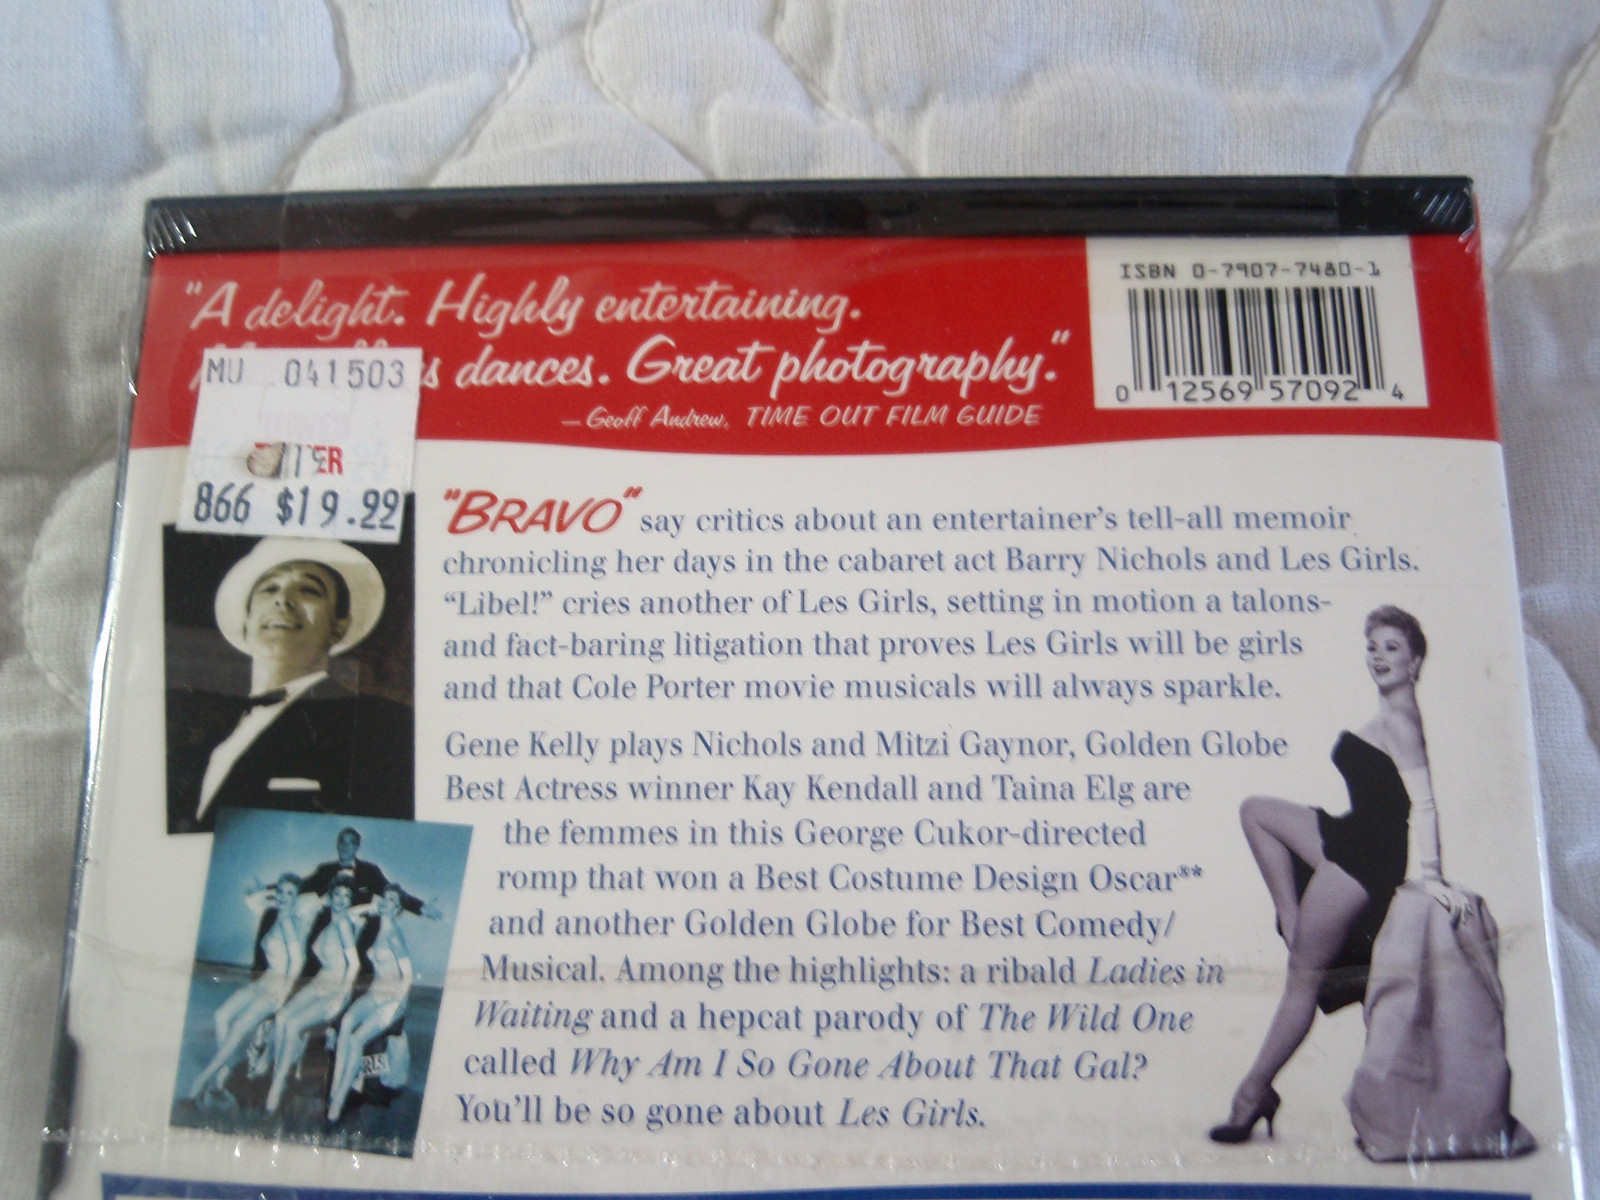 "A delight. Highly entertaining.
dances. Great photography."
—Geoff Andrew, TIME OUT FILM GUIDE
ISBN 0-7907-7480-1
0 12569 57092 4
MU 041503
866 $19.99
"BRAVO" say critics about an entertainer's tell-all memoir
chronicling her days in the cabaret act Barry Nichols and Les Girls.
"Libel!" cries another of Les Girls, setting in motion a talons-
and fact-baring litigation that proves Les Girls will be girls
and that Cole Porter movie musicals will always sparkle.
Gene Kelly plays Nichols and Mitzi Gaynor, Golden Globe
Best Actress winner Kay Kendall and Taina Elg are
the femmes in this George Cukor-directed
romp that won a Best Costume Design Oscar®*
and another Golden Globe for Best Comedy/
Musical. Among the highlights: a ribald Ladies in
Waiting and a hepcat parody of The Wild One
called Why Am I So Gone About That Gal?
You'll be so gone about Les Girls.